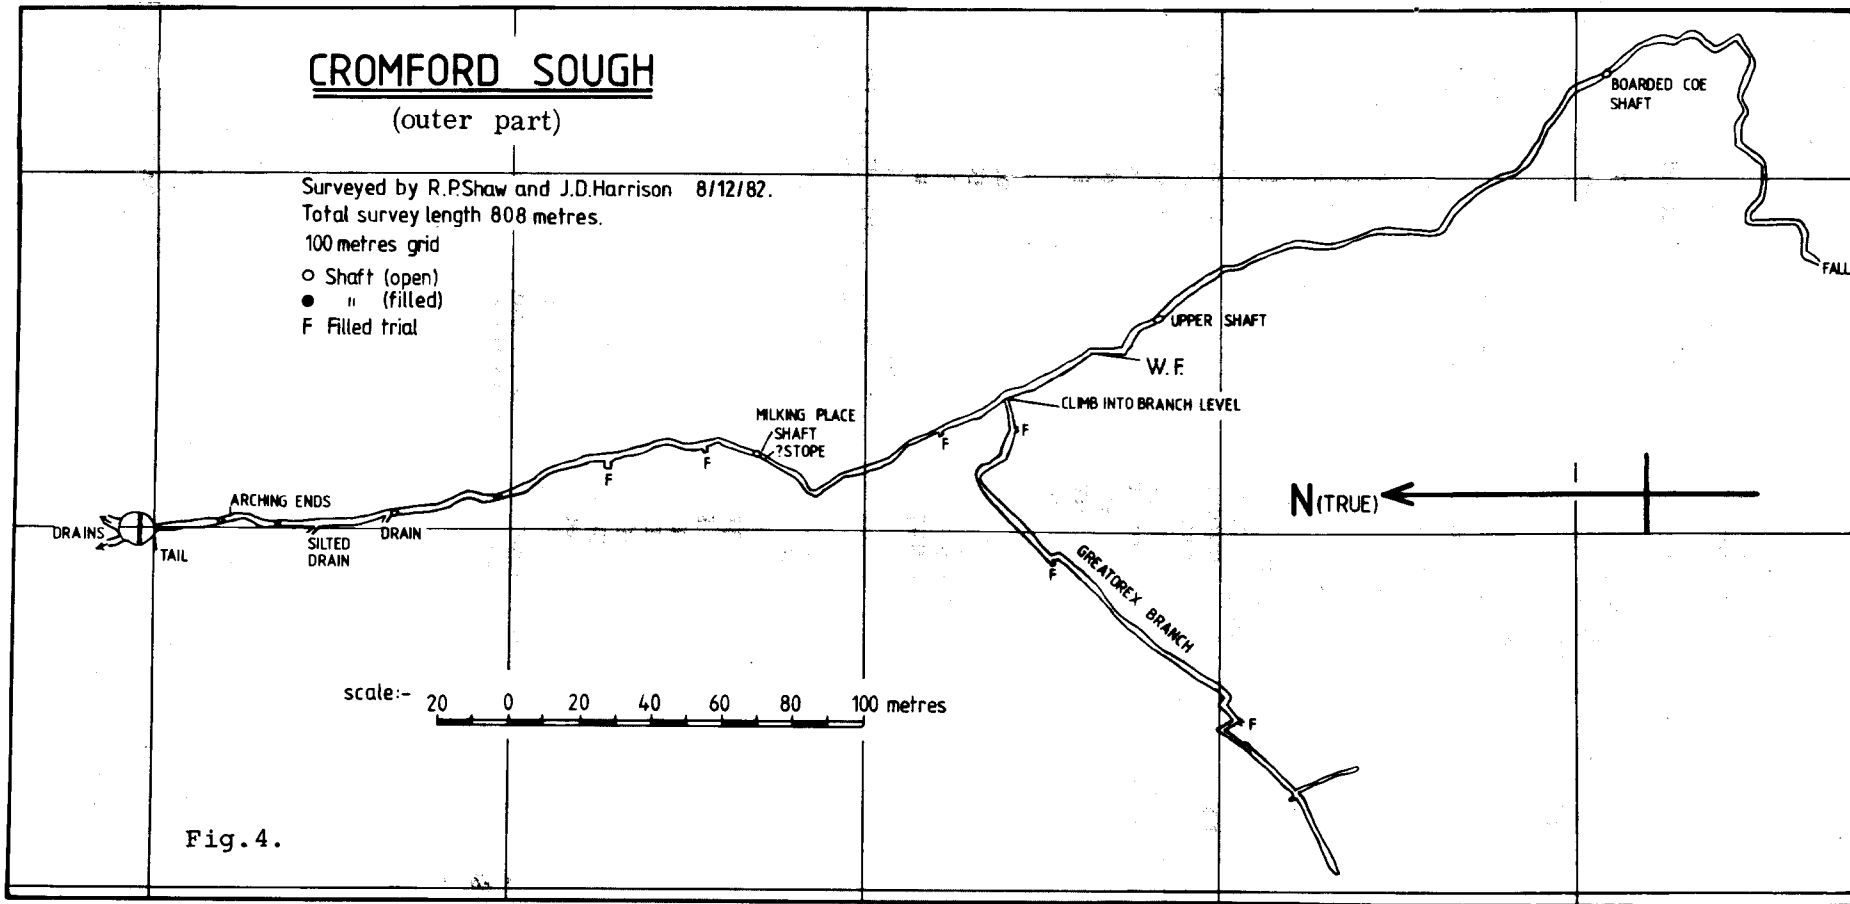 CROMFORD SOUGH
(outer part)
Surveyed by R.P.Shaw and J.D.Harrison 8/12/82.
Total survey length 808 metres.
100 metres grid
Shaft (open)
" (filled)
F Filled trial
BOARDED COE
SHAFT
FALL
UPPER SHAFT
W.F.
CLIMB INTO BRANCH LEVEL
F
MILKING PLACE
SHAFT
?STOPE
F
F
F
N (TRUE)
ARCHING ENDS
DRAINS
TAIL
SILTED
DRAIN
DRAIN
GREATOREX BRANCH
F
F
scale:- 20 0 20 40 60 80 100 metres
Fig.4.